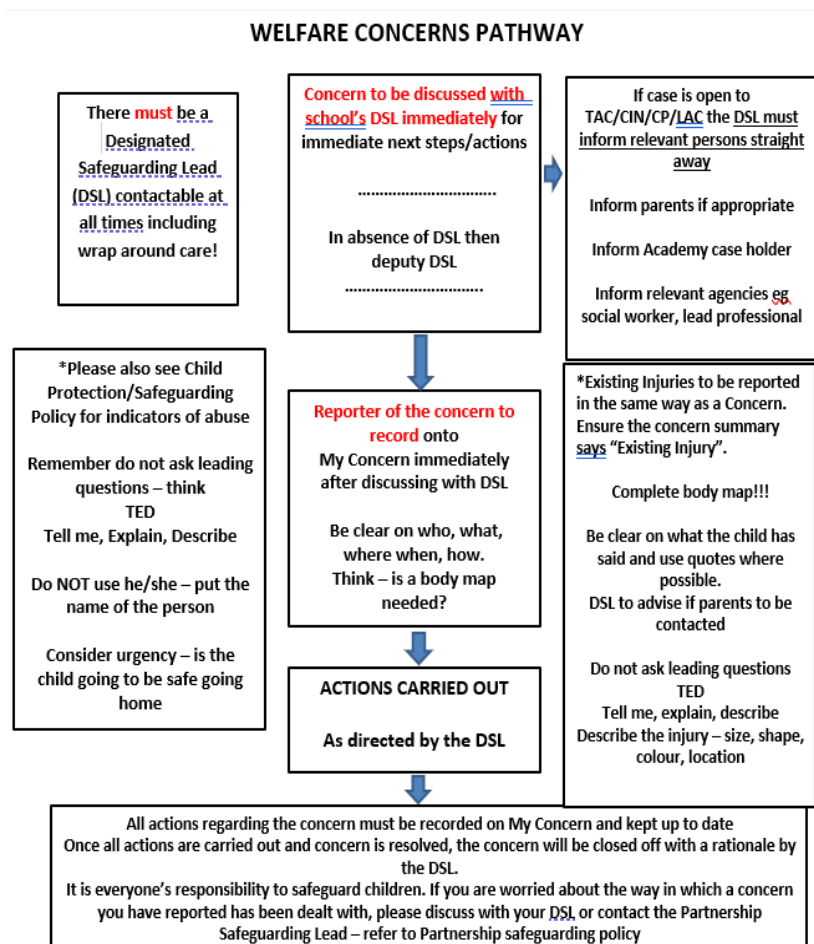 WELFARE CONCERNS PATHWAY
There must be a
Designated
Safeguarding Lead
(DSL) contactable at
all times including
wrap around care!
Concern to be discussed with
school's DSL immediately for
immediate next steps/actions
................................
In absence of DSL then
deputy DSL
................................
If case is open to
TAC/CIN/CP/LAC the DSL must
inform relevant persons straight
away
Inform parents if appropriate
Inform Academy case holder
Inform relevant agencies eg
social worker, lead professional
*Please also see Child
Protection/Safeguarding
Policy for indicators of abuse
Remember do not ask leading
questions – think
TED
Tell me, Explain, Describe
Do NOT use he/she – put the
name of the person
Consider urgency – is the
child going to be safe going
home
Reporter of the concern to
record onto
My Concern immediately
after discussing with DSL
Be clear on who, what,
where when, how.
Think – is a body map
needed?
*Existing Injuries to be reported
in the same way as a Concern.
Ensure the concern summary
says “Existing Injury”.
Complete body map!!!
Be clear on what the child has
said and use quotes where
possible.
DSL to advise if parents to be
contacted
Do not ask leading questions
TED
Tell me, explain, describe
Describe the injury – size, shape,
colour, location
ACTIONS CARRIED OUT
As directed by the DSL
All actions regarding the concern must be recorded on My Concern and kept up to date
Once all actions are carried out and concern is resolved, the concern will be closed off with a rationale by
the DSL.
It is everyone's responsibility to safeguard children. If you are worried about the way in which a concern
you have reported has been dealt with, please discuss with your DSL or contact the Partnership
Safeguarding Lead – refer to Partnership safeguarding policy